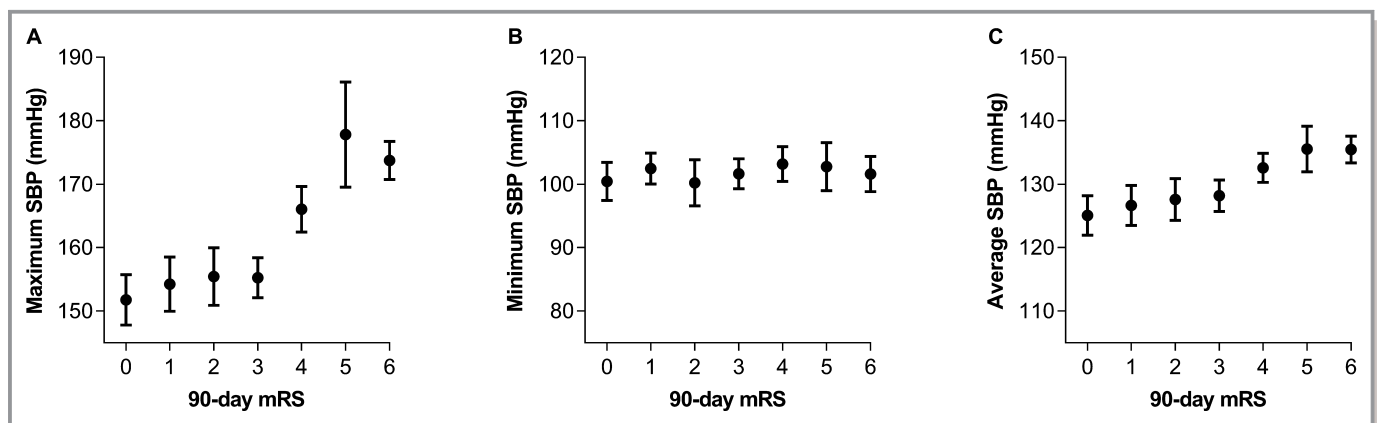 A
Maximum SBP (mmHg)
190
180
170
160
150
0 1 2 3 4 5 6
90-day mRS
B
Minimum SBP (mmHg)
120
110
100
90
80
0 1 2 3 4 5 6
90-day mRS
C
Average SBP (mmHg)
150
140
130
120
110
0 1 2 3 4 5 6
90-day mRS